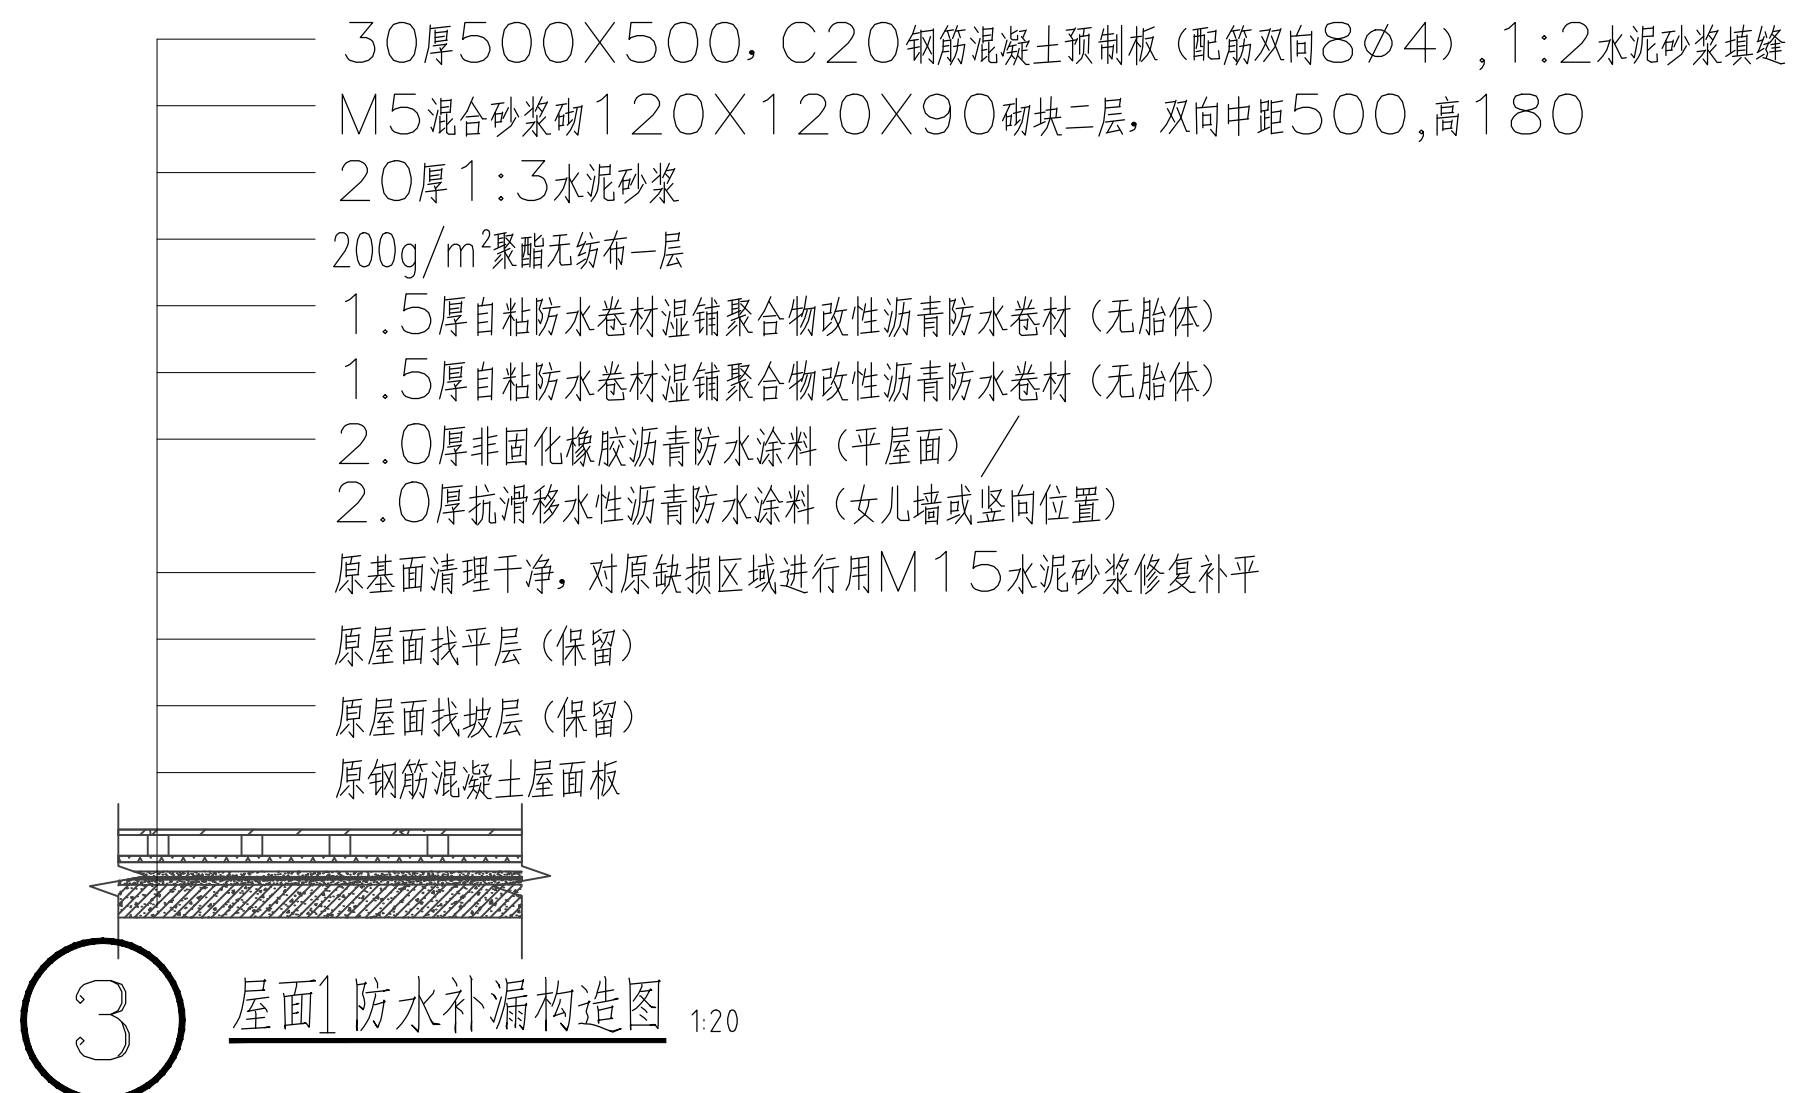 30厚500X500，C20钢筋混凝土预制板（配筋双向8Ø4）,1:2水泥砂浆填缝
M5混合砂浆砌120X120X90砌块二层，双向中距500,高180
20厚1:3水泥砂浆
200g/m²聚酯无纺布一层
1.5厚自粘防水卷材湿铺聚合物改性沥青防水卷材（无胎体）
1.5厚自粘防水卷材湿铺聚合物改性沥青防水卷材（无胎体）
2.0厚非固化橡胶沥青防水涂料（平屋面）/
2.0厚抗滑移水性沥青防水涂料（女儿墙或竖向位置）
原基面清理干净，对原缺损区域进行用M15水泥砂浆修复补平
原屋面找平层（保留）
原屋面找坡层（保留）
原钢筋混凝土屋面板
3 屋面1防水补漏构造图 1:20